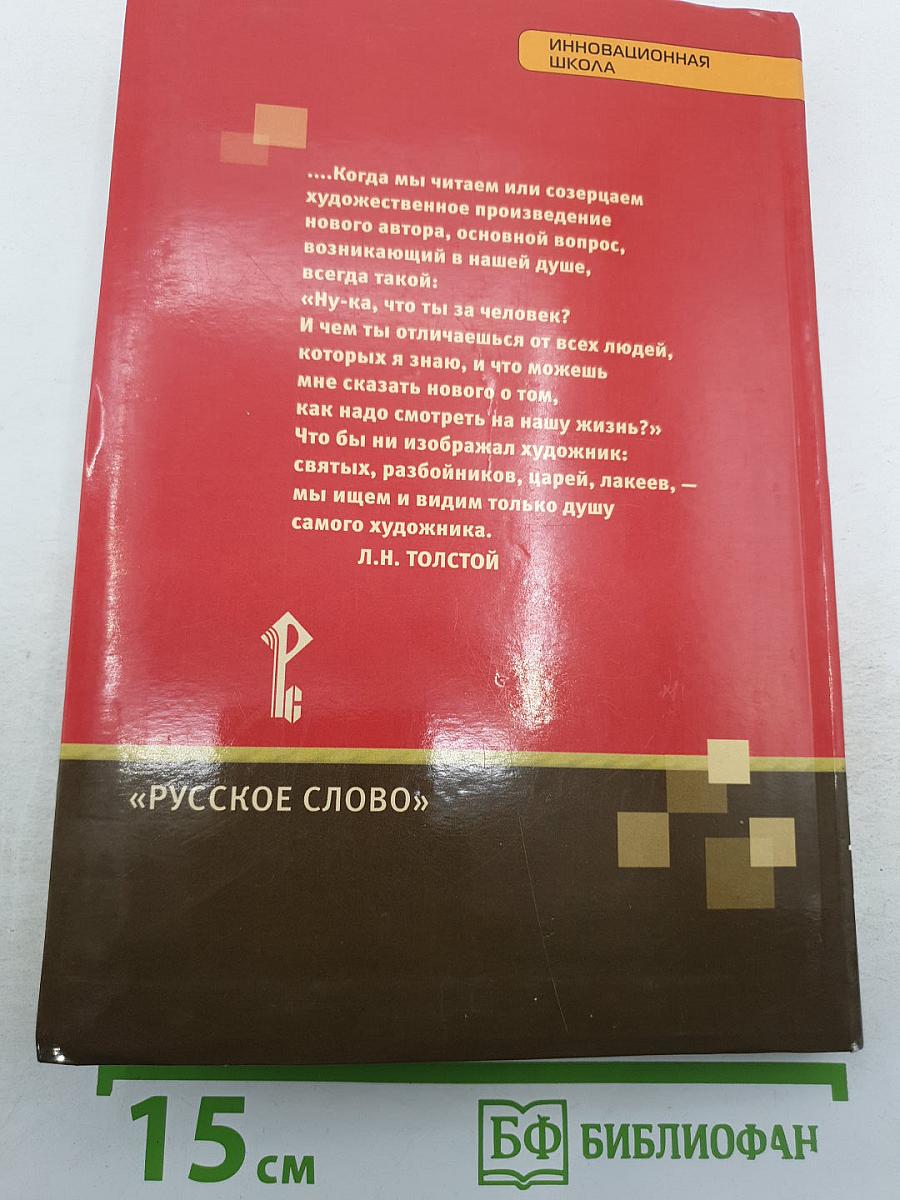 ИННОВАЦИОННАЯ
ШКОЛА
....Когда мы читаем или созерцаем
художественное произведение
нового автора, основной вопрос,
возникающий в нашей душе,
всегда такой:
«Ну-ка, что ты за человек?
И чем ты отличаешься от всех людей,
которых я знаю, и что можешь
мне сказать нового о том,
как надо смотреть на нашу жизнь?»
Что бы ни изображал художник:
святых, разбойников, царей, лакеев, —
мы ищем и видим только душу
самого художника.
Л.Н. ТОЛСТОЙ
«РУССКОЕ СЛОВО»
15 см
БФ БИБЛИОФАН